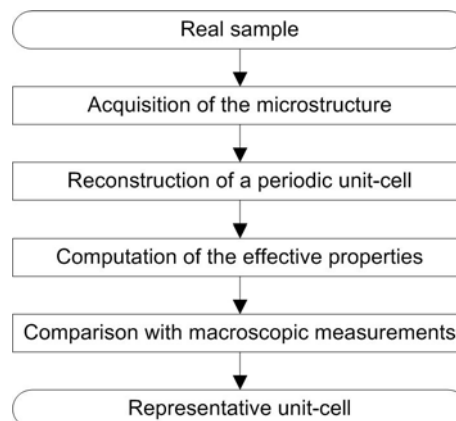 Real sample
Acquisition of the microstructure
Reconstruction of a periodic unit-cell
Computation of the effective properties
Comparison with macroscopic measurements
Representative unit-cell